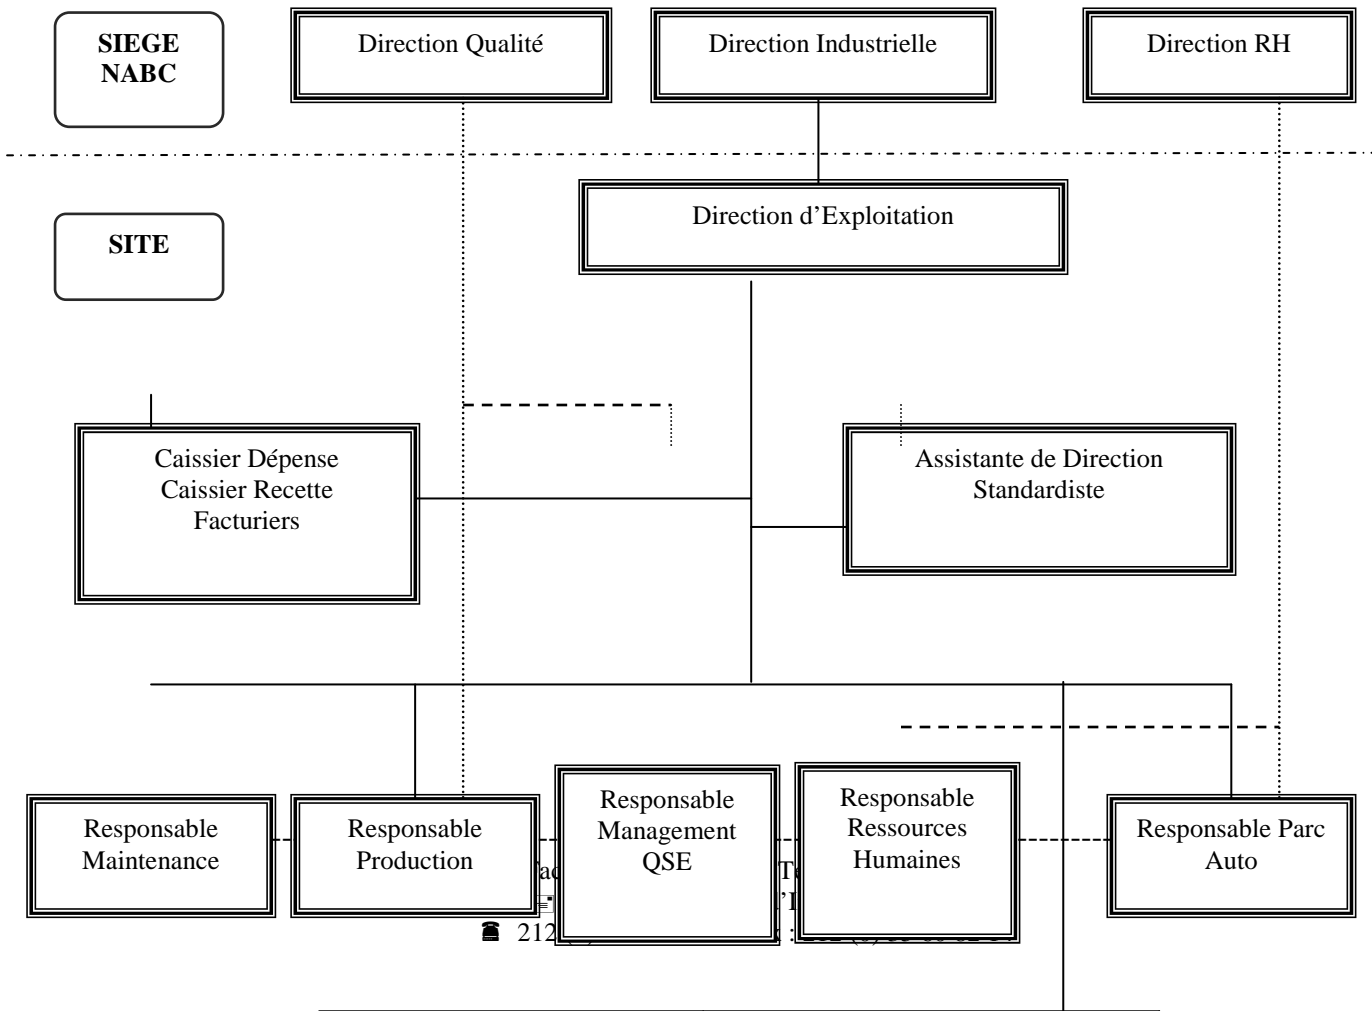 SIEGE
NABC
Direction Qualité
Direction Industrielle
Direction RH
Direction d’Exploitation
SITE
Caissier Dépense
Caissier Recette
Facturiers
Assistante de Direction
Standardiste
Responsable
Maintenance
Responsable
Production
Responsable
Management
QSE
Responsable
Ressources
Humaines
Responsable Parc
Auto
212